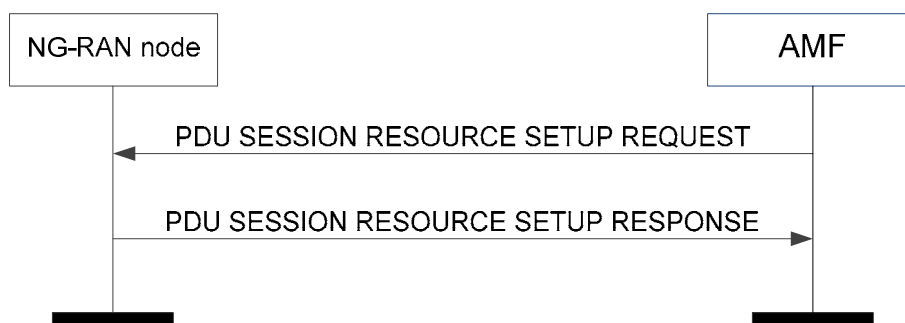 NG-RAN node
AMF
PDU SESSION RESOURCE SETUP REQUEST
PDU SESSION RESOURCE SETUP RESPONSE